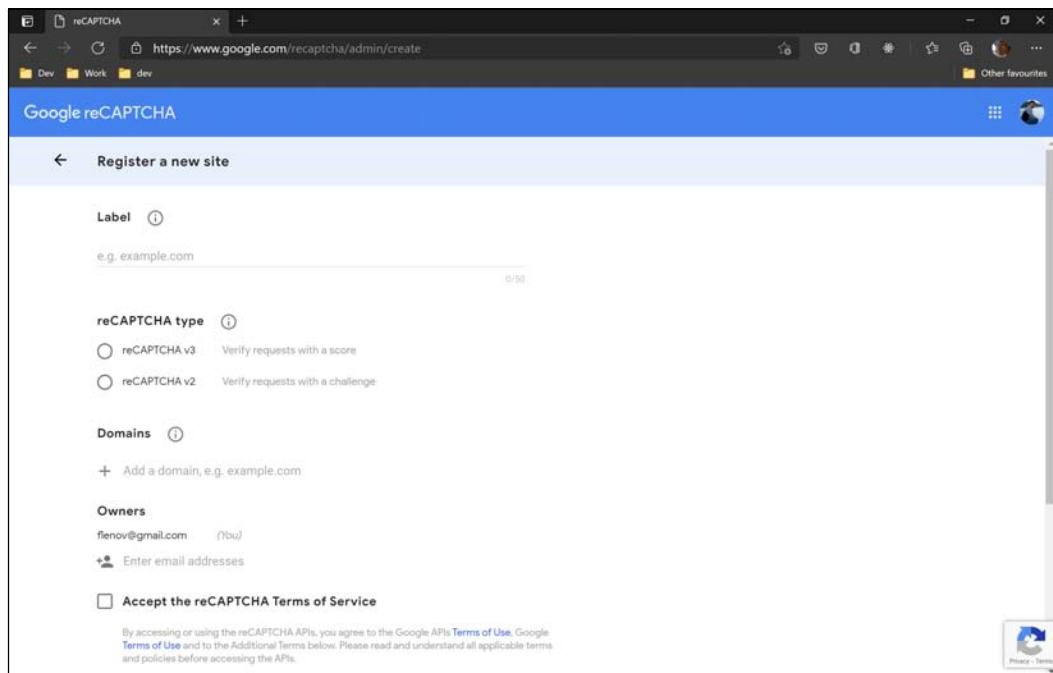 reCAPTCHA
https://www.google.com/recaptcha/admin/create
Dev Work dev Other favourites
Google reCAPTCHA
Register a new site
Label
e.g. example.com
0/50
reCAPTCHA type
reCAPTCHA v3 Verify requests with a score
reCAPTCHA v2 Verify requests with a challenge
Domains
Add a domain, e.g. example.com
Owners
flenov@gmail.com (You)
Enter email addresses
Accept the reCAPTCHA Terms of Service
By accessing or using the reCAPTCHA APIs, you agree to the Google APIs Terms of Use, Google
Terms of Use and to the Additional Terms below. Please read and understand all applicable terms
and policies before accessing the APIs.
Privacy - Terms